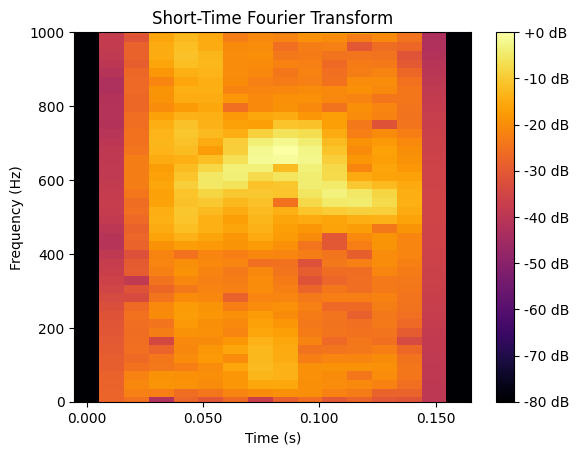 Short-Time Fourier Transform
1000
800
600
400
200
0
Frequency (Hz)
0.000
0.050
0.100
0.150
Time (s)
+0 dB
-10 dB
-20 dB
-30 dB
-40 dB
-50 dB
-60 dB
-70 dB
-80 dB